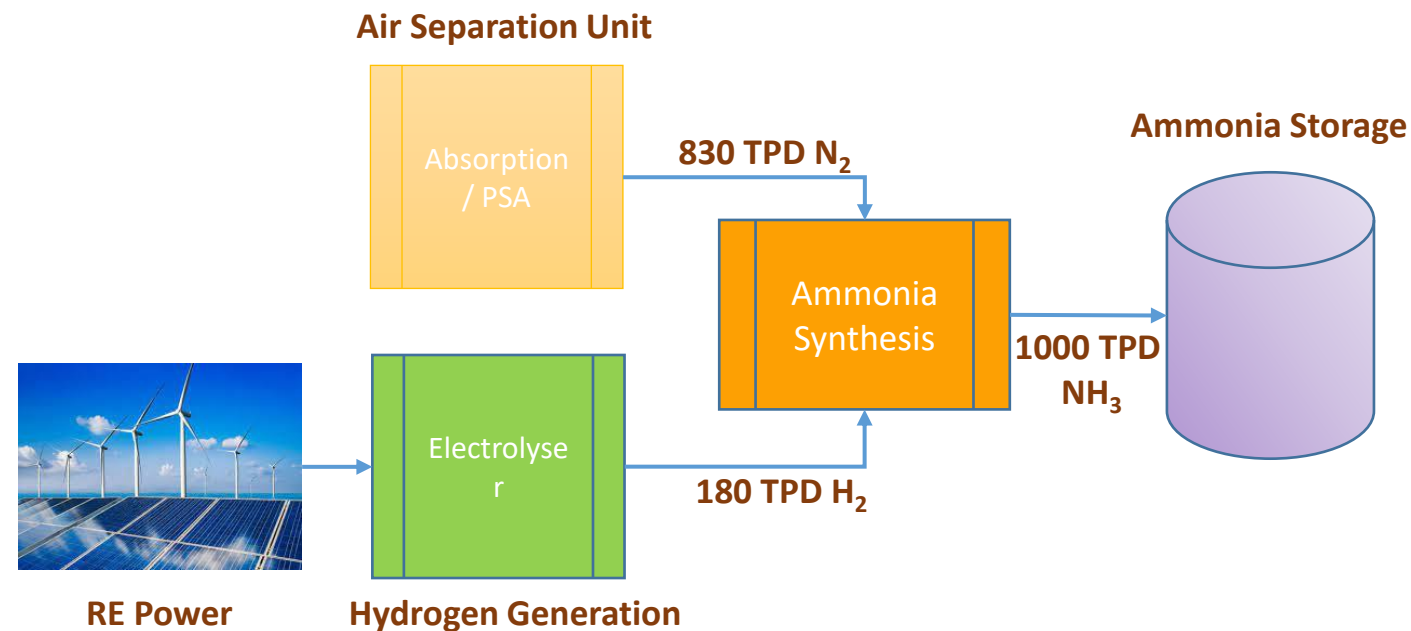 Air Separation Unit
Absorption
/ PSA
830 TPD N₂
Ammonia Storage
Ammonia
Synthesis
1000 TPD
NH₃
Electrolyse
r
180 TPD H₂
RE Power
Hydrogen Generation